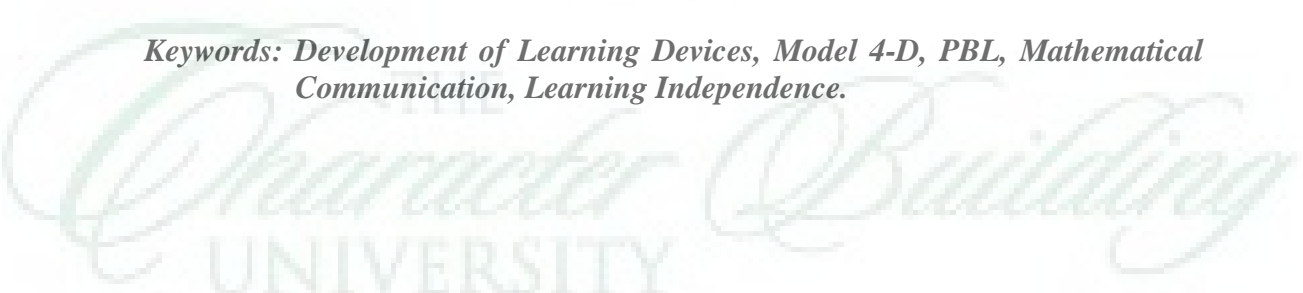 Keywords: Development of Learning Devices, Model 4-D, PBL, Mathematical
Communication, Learning Independence.
THE
Character Building
UNIVERSITY